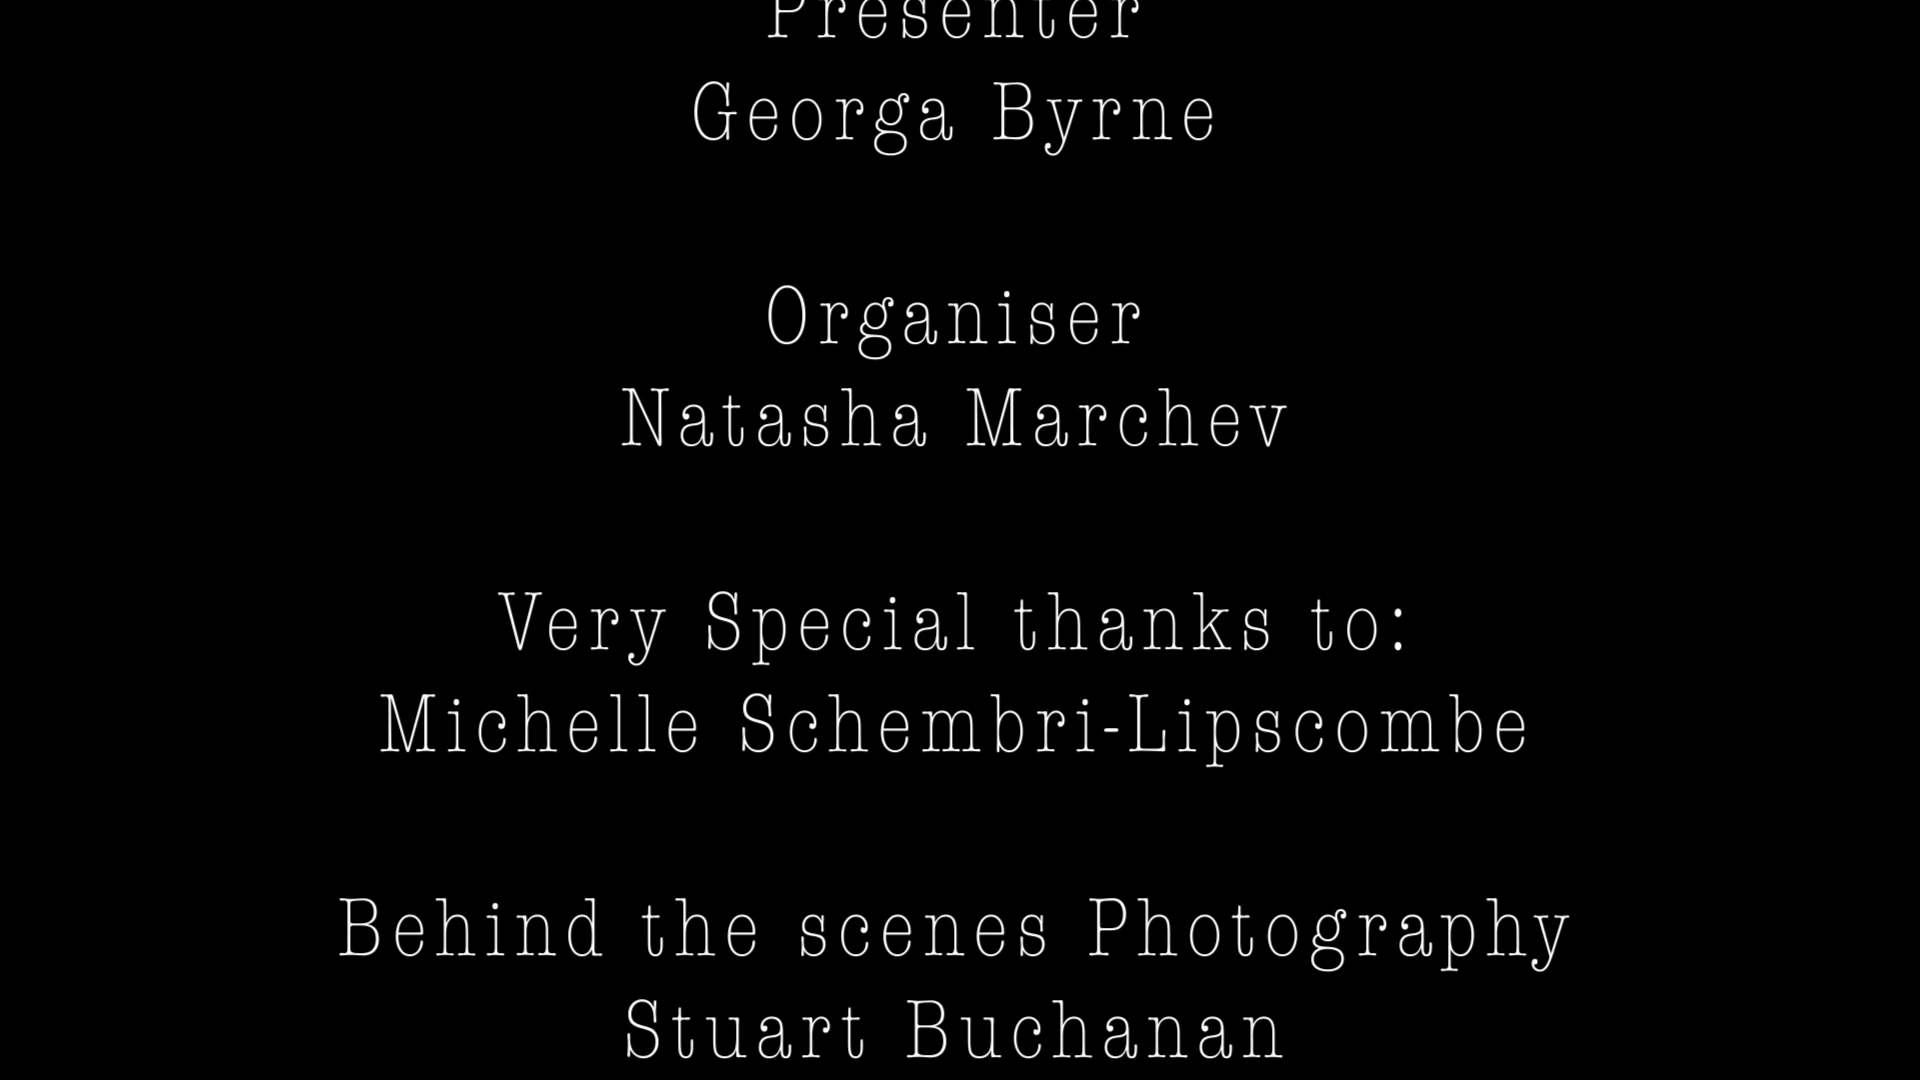 Presenter
Georga Byrne
Organiser
Natasha Marchev
Very Special thanks to:
Michelle Schembri-Lipscombe
Behind the scenes Photography
Stuart Buchanan